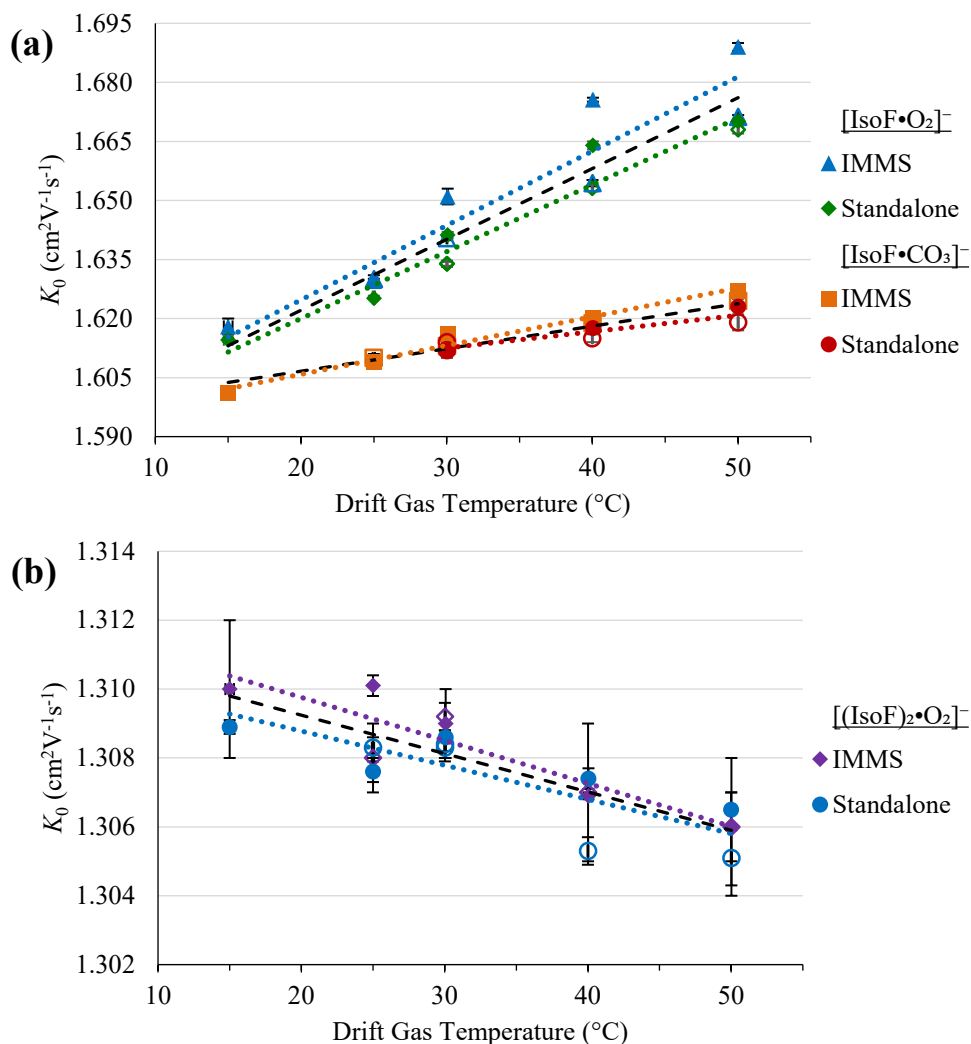 (a)
K₀ (cm²V⁻¹s⁻¹)
1.695
1.680
1.665
1.650
1.635
1.620
1.605
1.590
10
20
30
40
50
Drift Gas Temperature (°C)
[IsoF•O₂]⁻
IMMS
Standalone
[IsoF•CO₃]⁻
IMMS
Standalone
(b)
K₀ (cm²V⁻¹s⁻¹)
1.314
1.312
1.310
1.308
1.306
1.304
1.302
10
20
30
40
50
Drift Gas Temperature (°C)
[(IsoF)₂•O₂]⁻
IMMS
Standalone